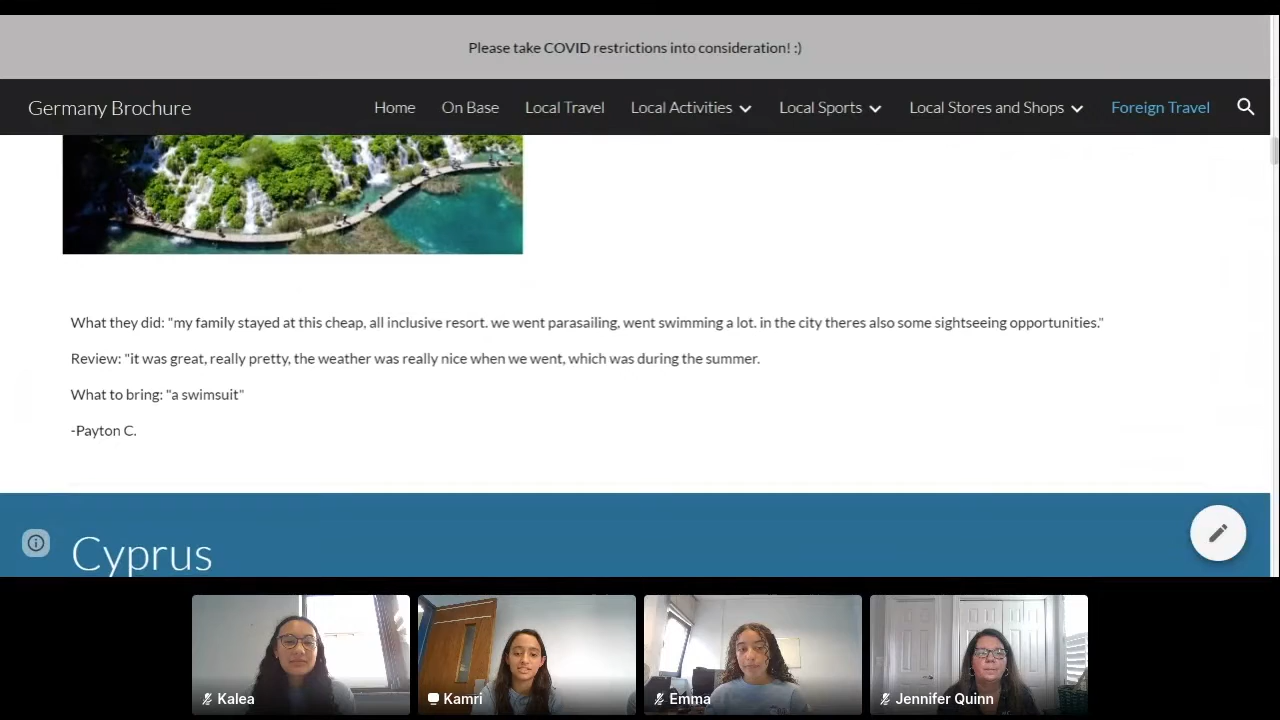 Please take COVID restrictions into consideration! :)
Germany Brochure
Home
On Base
Local Travel
Local Activities
Local Sports
Local Stores and Shops
Foreign Travel
What they did: "my family stayed at this cheap, all inclusive resort. we went parasailing, went swimming a lot. in the city theres also some sightseeing opportunities."
Review: "it was great, really pretty, the weather was really nice when we went, which was during the summer.
What to bring: "a swimsuit"
-Payton C.
Cyprus
Kalea
Kamri
Emma
Jennifer Quinn